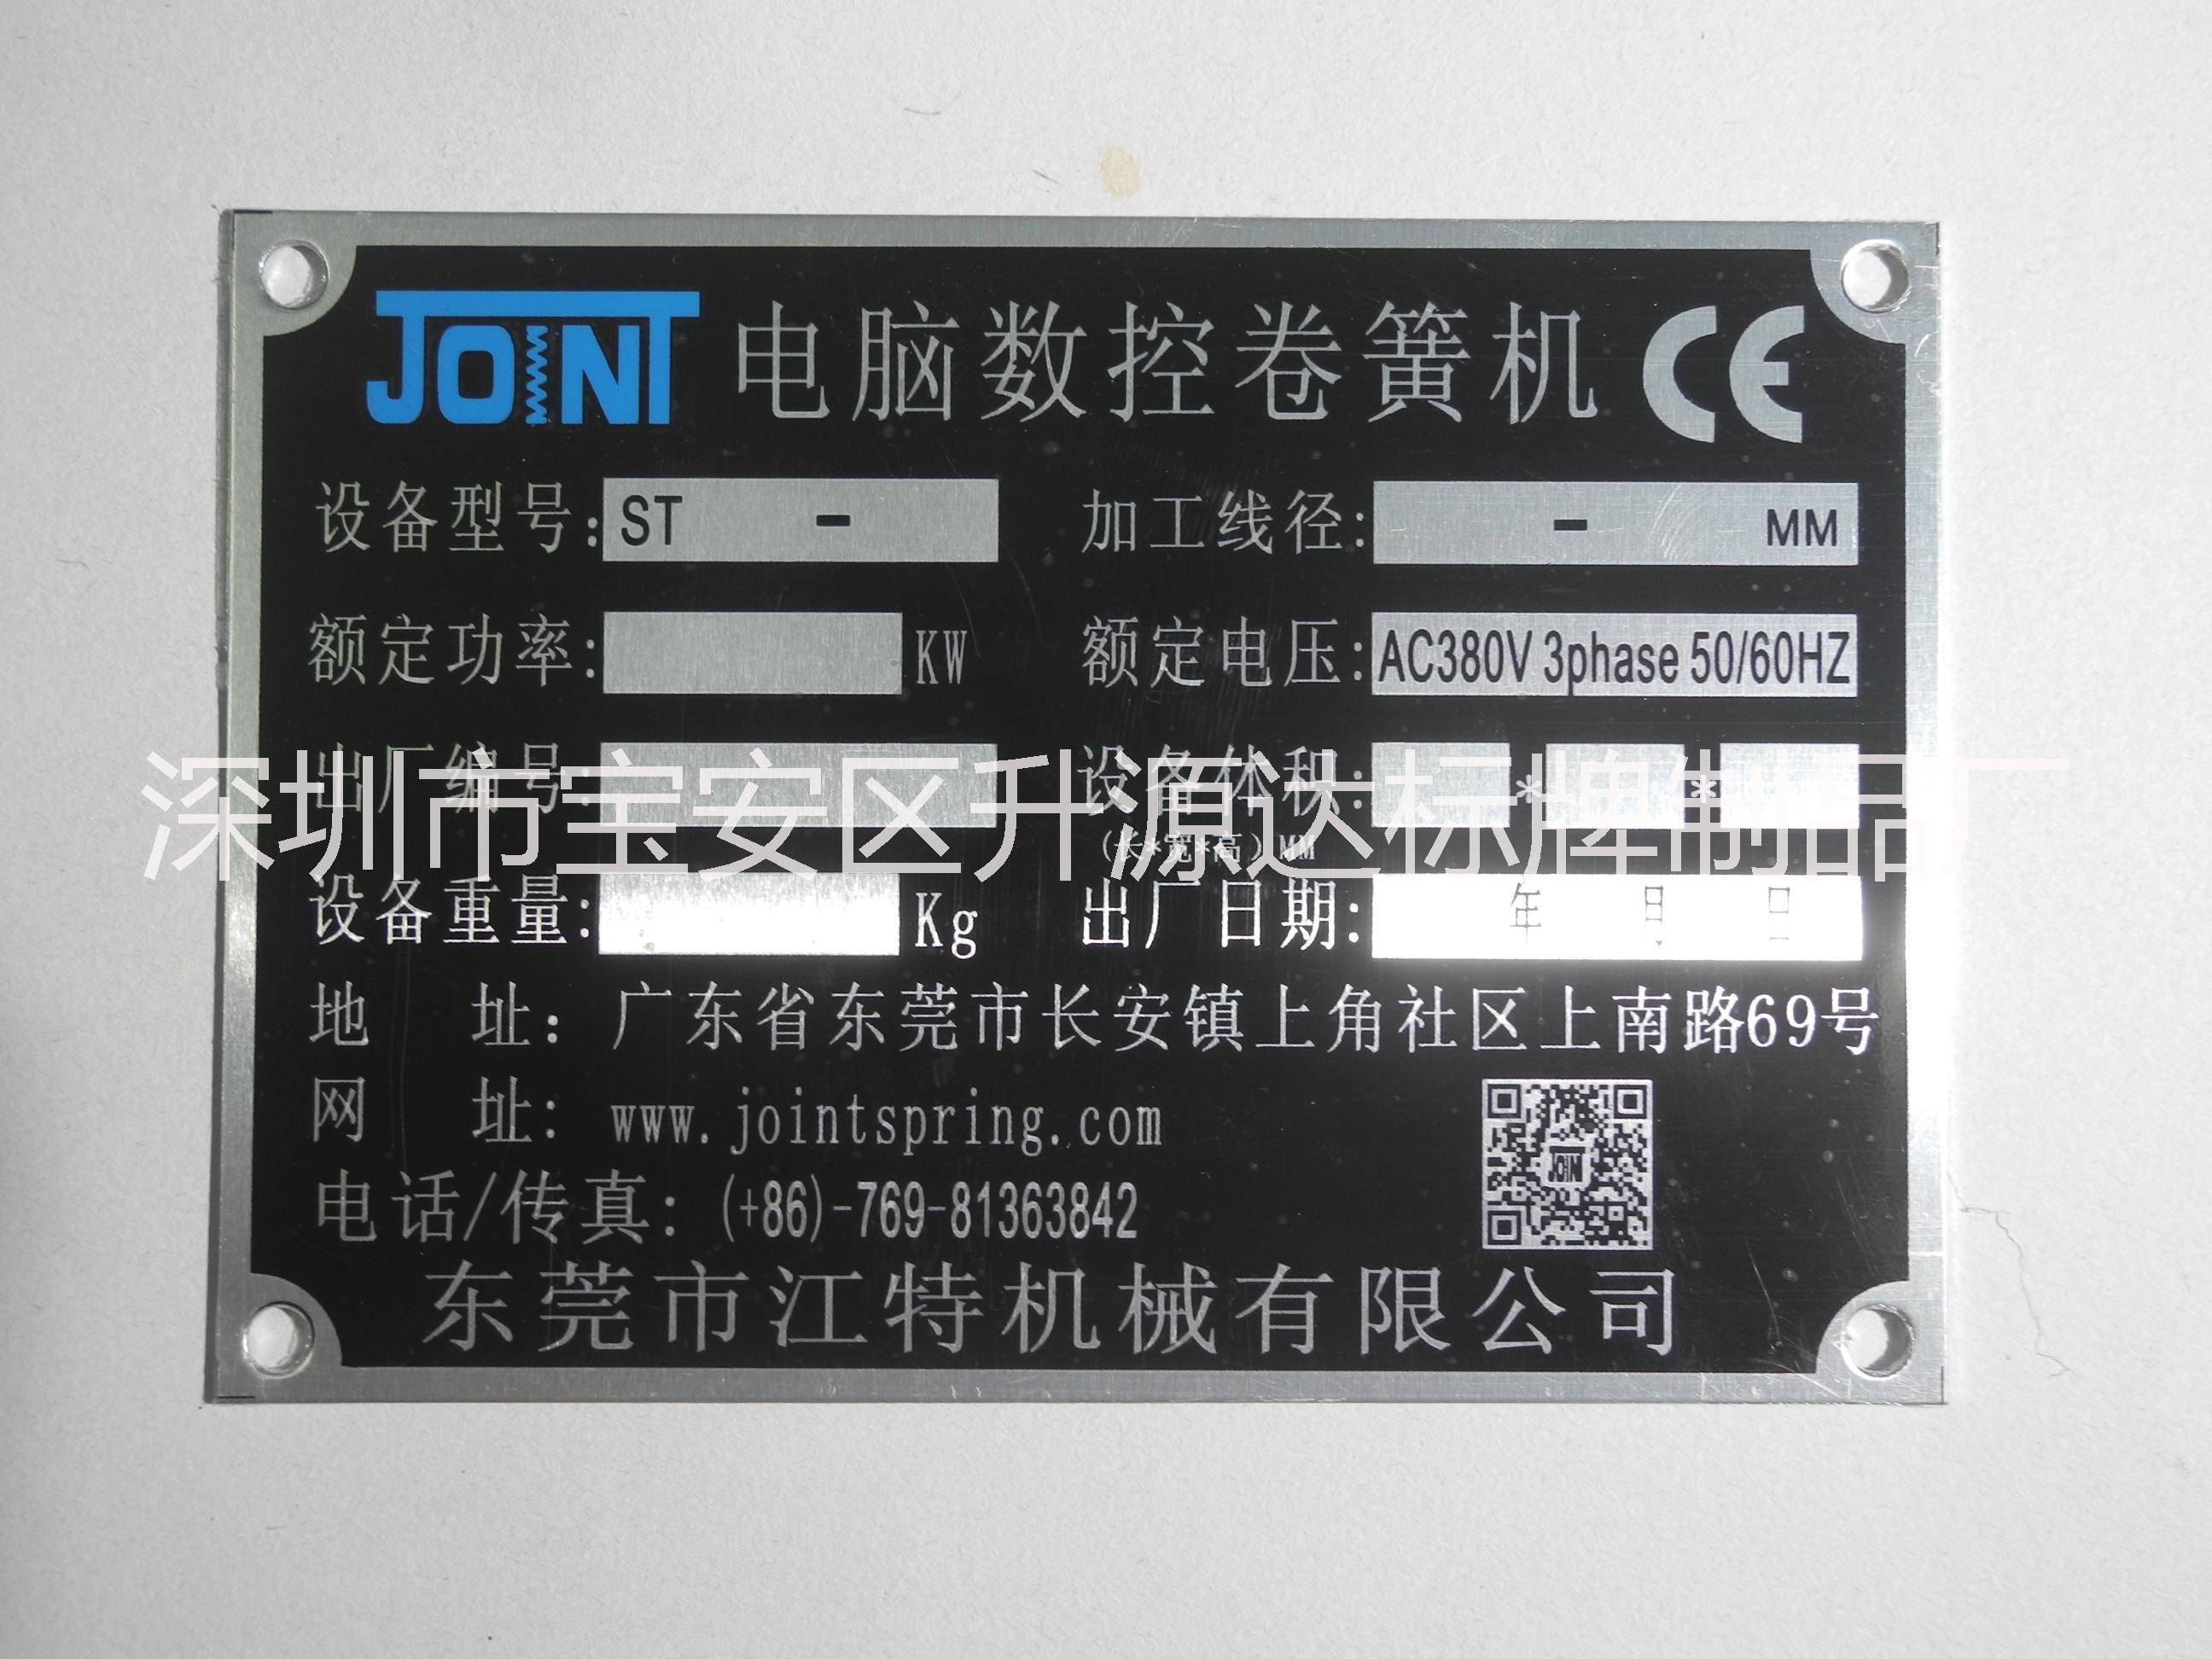 JOINT 电脑数控卷簧机 CE
设备型号: ST - 加工线径: - MM
额定功率: KW 额定电压: AC380V 3phase 50/60HZ
出厂编号: 设备体积: * *
(长*宽*高)MM
深圳市宝安区升源达标牌制品厂
设备重量: Kg 出厂日期: 年 月 日
地 址: 广东省东莞市长安镇上角社区上南路69号
网 址: www.jointspring.com
JOINT
电话/传真: (+86)-769-81363842
东莞市江特机械有限公司